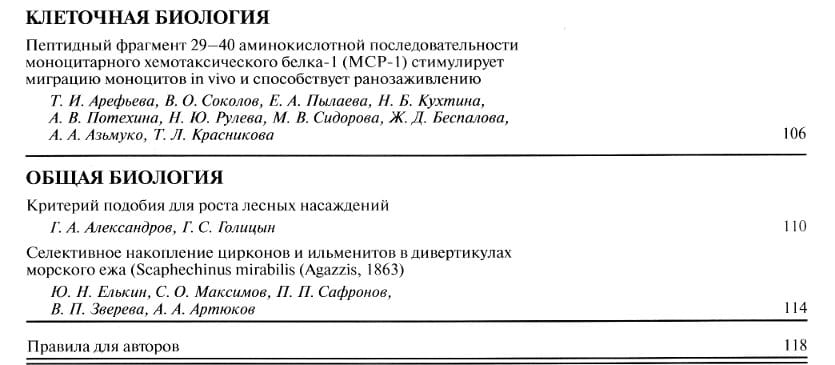 КЛЕТОЧНАЯ БИОЛОГИЯ
Пептидный фрагмент 29–40 аминокислотной последовательности
моноцитарного хемотаксического белка-1 (МСР-1) стимулирует
миграцию моноцитов in vivo и способствует ранозаживлению
Т. И. Арефьева, В. О. Соколов, Е. А. Пылаева, Н. Б. Кухтина,
А. В. Потехина, Н. Ю. Рулева, М. В. Сидорова, Ж. Д. Беспалова,
А. А. Азьмуко, Т. Л. Красникова 106
ОБЩАЯ БИОЛОГИЯ
Критерий подобия для роста лесных насаждений
Г. А. Александров, Г. С. Голицын 110
Селективное накопление цирконов и ильменитов в дивертикулах
морского ежа (Scaphechinus mirabilis (Agazzis, 1863)
Ю. Н. Елькин, С. О. Максимов, П. П. Сафронов,
В. П. Зверева, А. А. Артюков 114
Правила для авторов 118